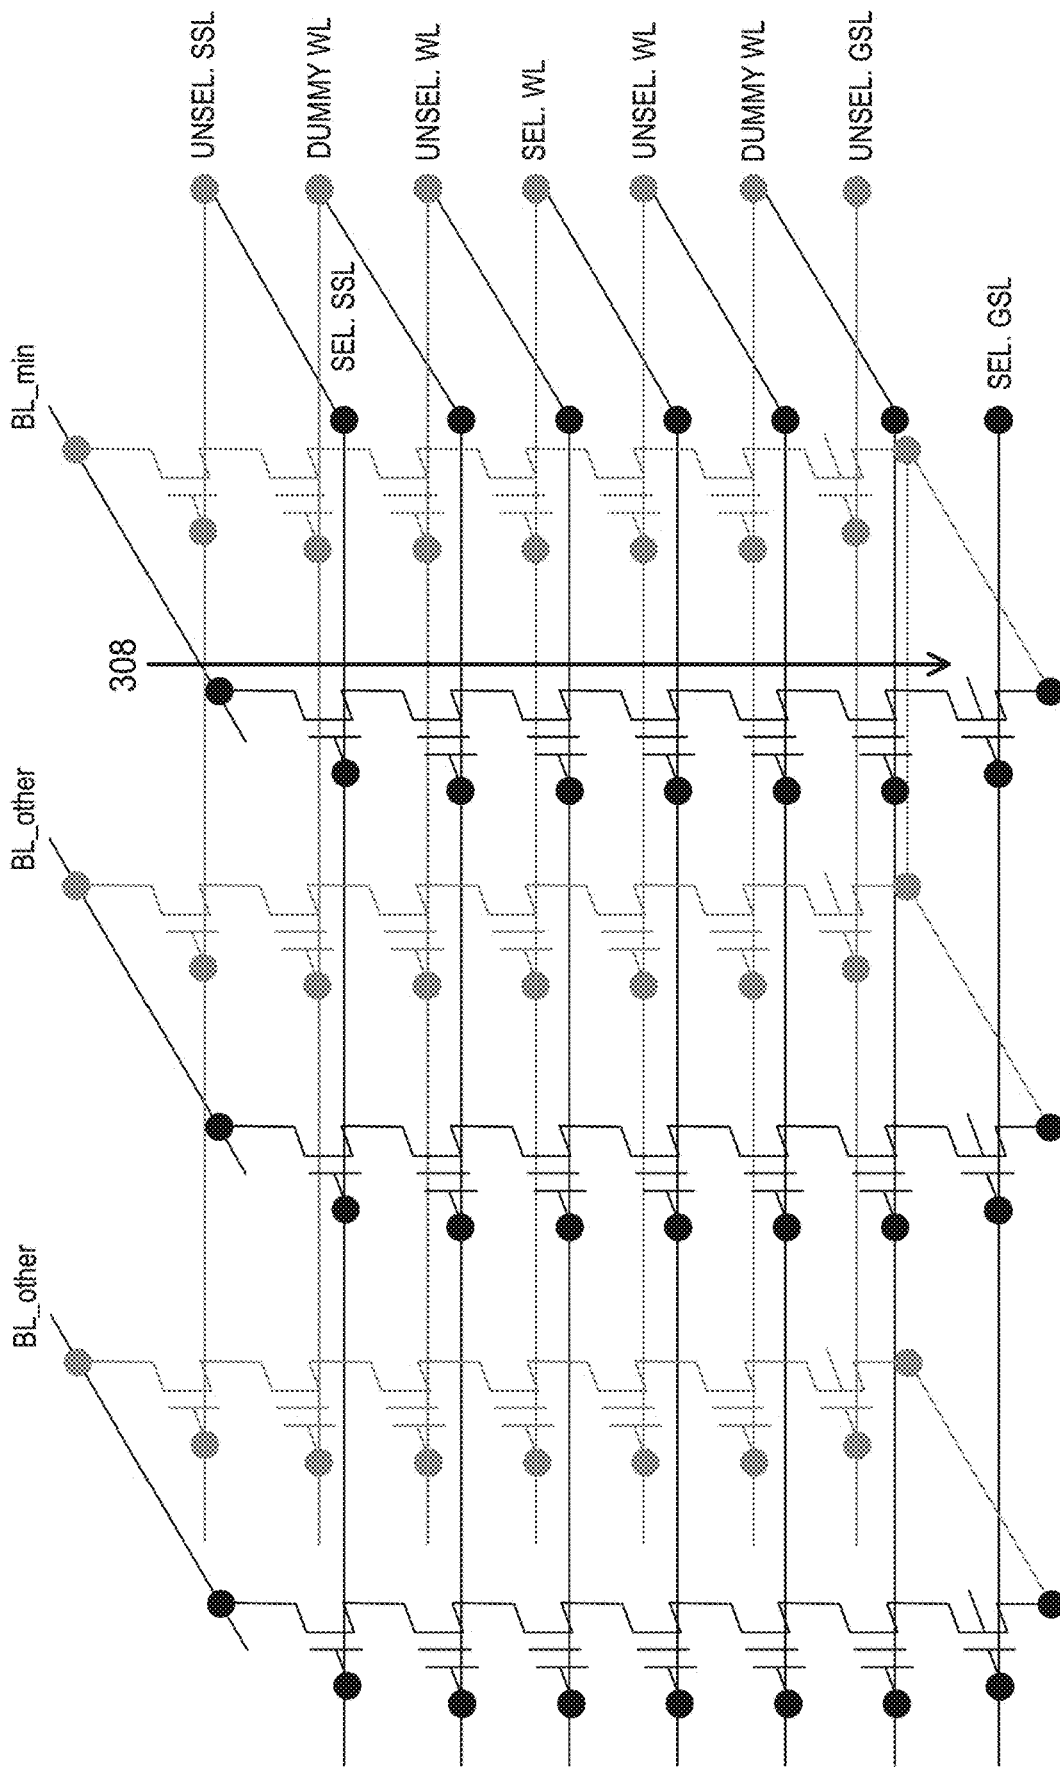 BL_other
BL_other
BL_min
308
UNSEL. SSL
DUMMY WL
UNSEL. WL
SEL. WL
UNSEL. WL
DUMMY WL
UNSEL. GSL
SEL. SSL
SEL. GSL